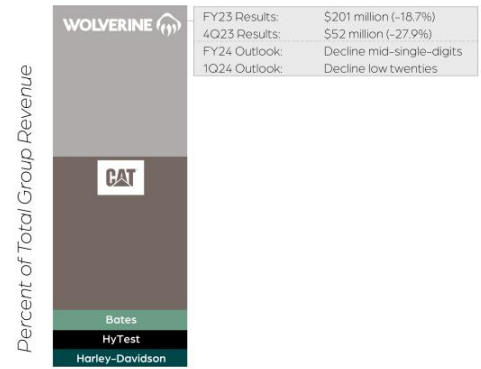 Percent of Total Group Revenue
WOLVERINE
FY23 Results: $201 million (-18.7%)
4Q23 Results: $52 million (-27.9%)
FY24 Outlook: Decline mid-single-digits
1Q24 Outlook: Decline low twenties
CAT
Bates
HyTest
Harley-Davidson